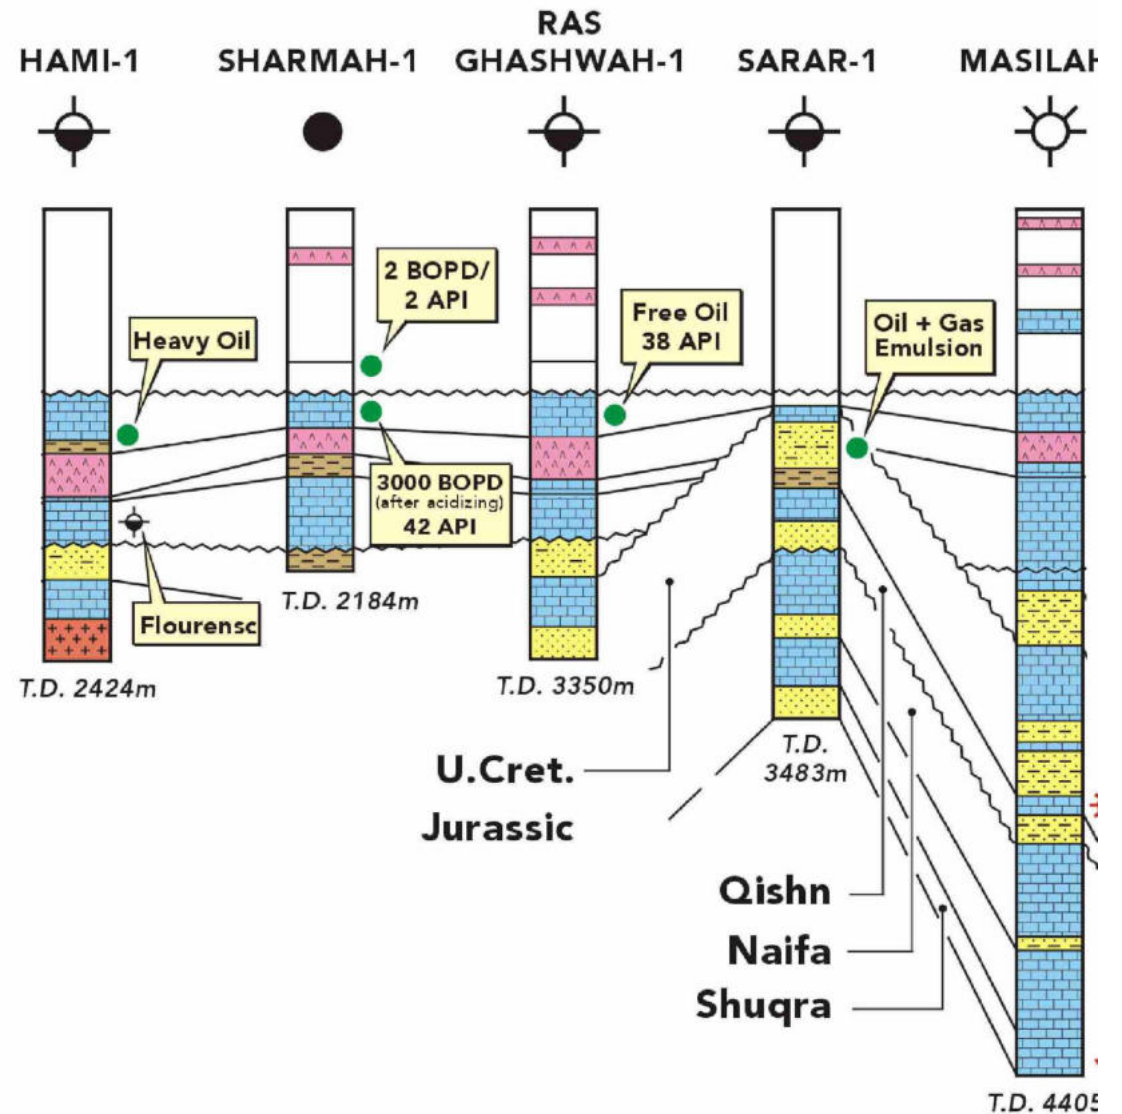 RAS
HAMI-1 SHARMAH-1 GHASHWAH-1 SARAR-1 MASILAH
2 BOPD/
2 API
Heavy Oil
Free Oil
38 API
Oil + Gas
Emulsion
3000 BOPD
(after acidizing)
42 API
Flourensc
T.D. 2184m
T.D. 2424m
T.D. 3350m
T.D.
3483m
U.Cret.
Jurassic
Qishn
Naifa
Shuqra
T.D. 4405